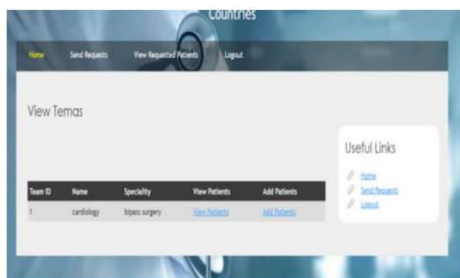 Countries
Home Send Requests View Requested Patients Logout
View Temas
Team ID Name Speciality View Patients Add Patients
1 cardiology bipass surgery View Patients Add Patients
Useful Links
Home
Send Requests
Logout